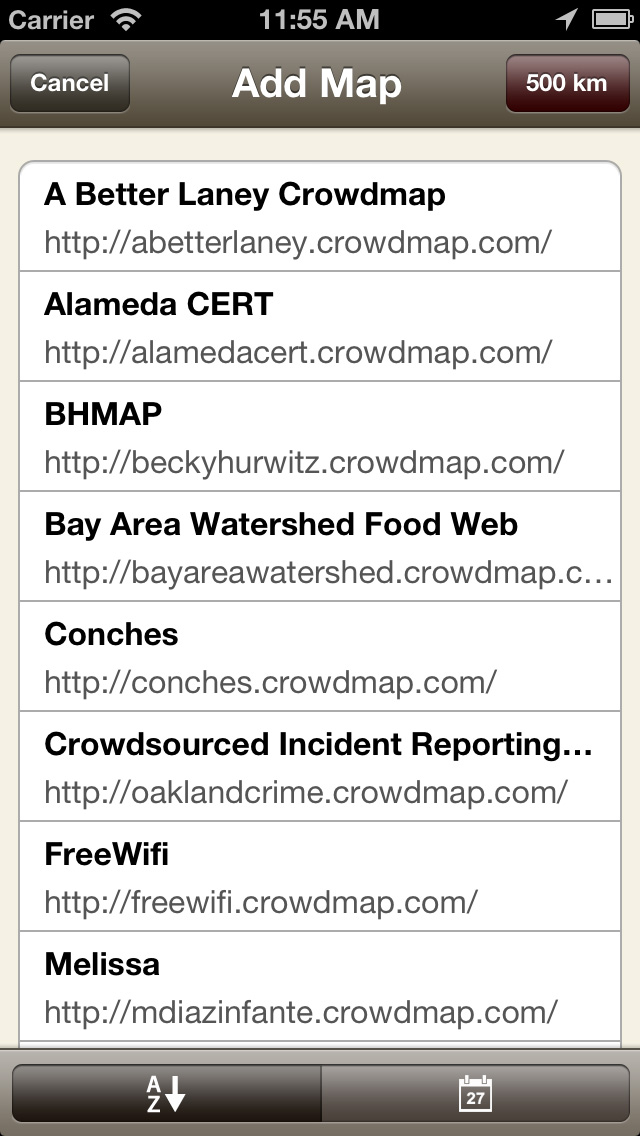 Carrier 11:55 AM
Cancel Add Map 500 km
A Better Laney Crowdmap
http://abetterlaney.crowdmap.com/
Alameda CERT
http://alamedacert.crowdmap.com/
BHMAP
http://beckyhurwitz.crowdmap.com/
Bay Area Watershed Food Web
http://bayareawatershed.crowdmap.c...
Conches
http://conches.crowdmap.com/
Crowdsourced Incident Reporting...
http://oaklandcrime.crowdmap.com/
FreeWifi
http://freewifi.crowdmap.com/
Melissa
http://mdiazinfante.crowdmap.com/
A
Z
27